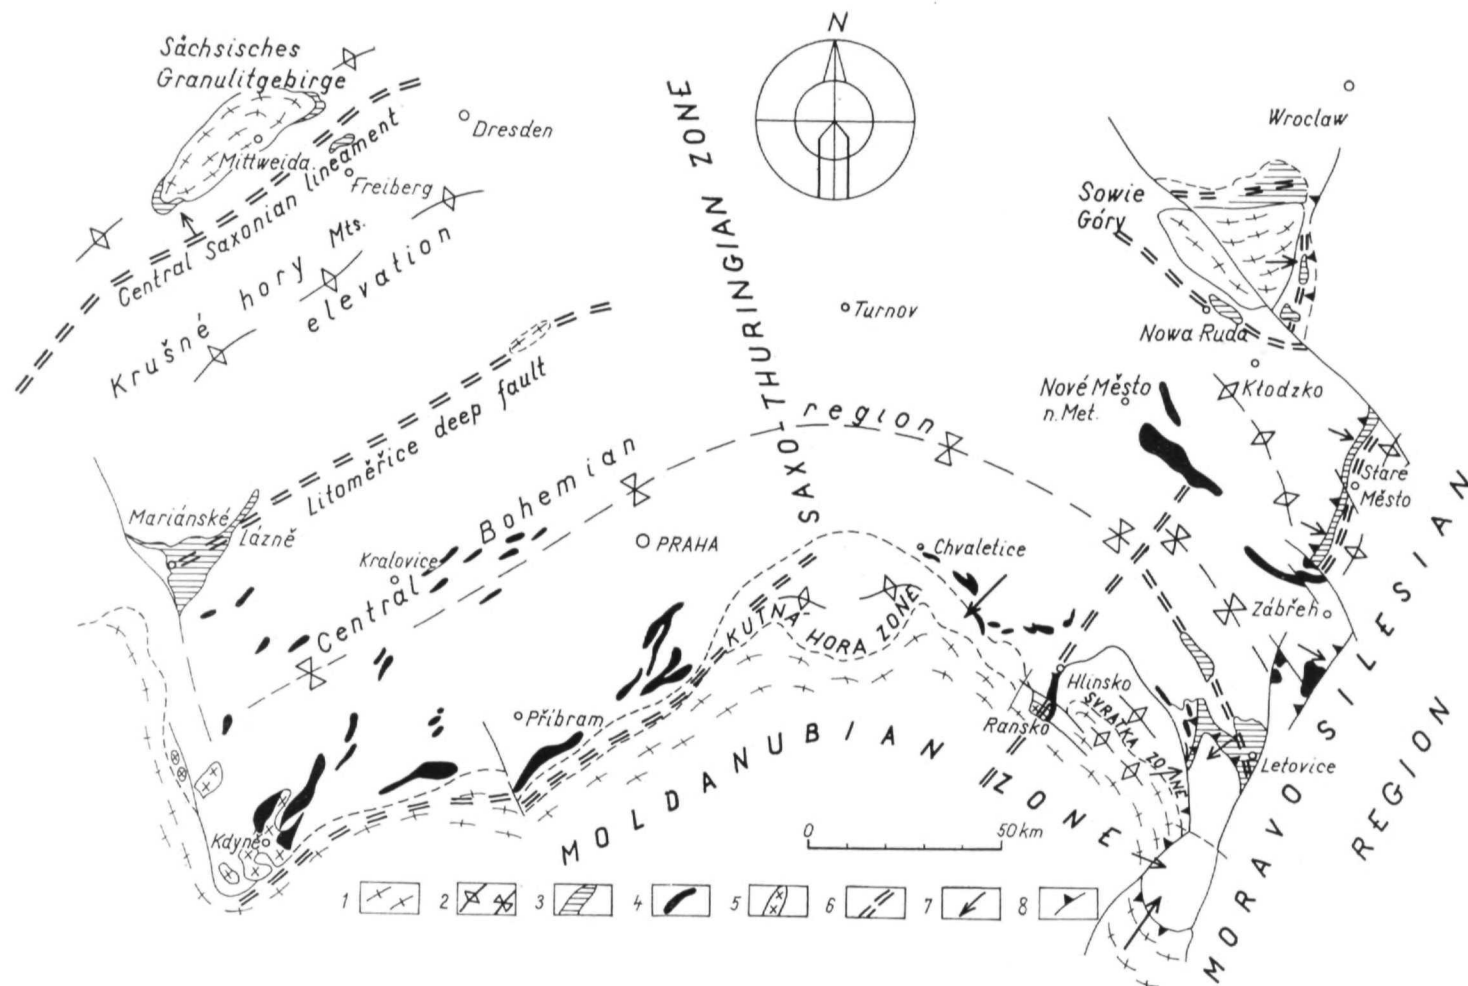 N
Sächsisches
Granulitgebirge
Mittweida
Dresden
Freiberg
Central Saxonian lineament
Krušné hory Mts.
elevation
SAXO-THURINGIAN ZONE
Wroclaw
Sowie
Góry
Turnov
Nowa Ruda
Kłodzko
Nové Město
n. Met.
Staré
Město
Litoměřice deep fault
Mariánské
Lázně
Central Bohemian region
Kralovice
PRAHA
Chvaletice
Zábřeh
KUTNÁ-
HORA ZONE
Hlinsko
Ransko
SVRATKA ZONE
Letovice
Příbram
Kdyně
MOLDANUBIAN ZONE
MORAVO SILESIAN
REGION
0 50 km
1 2 3 4 5 6 7 8